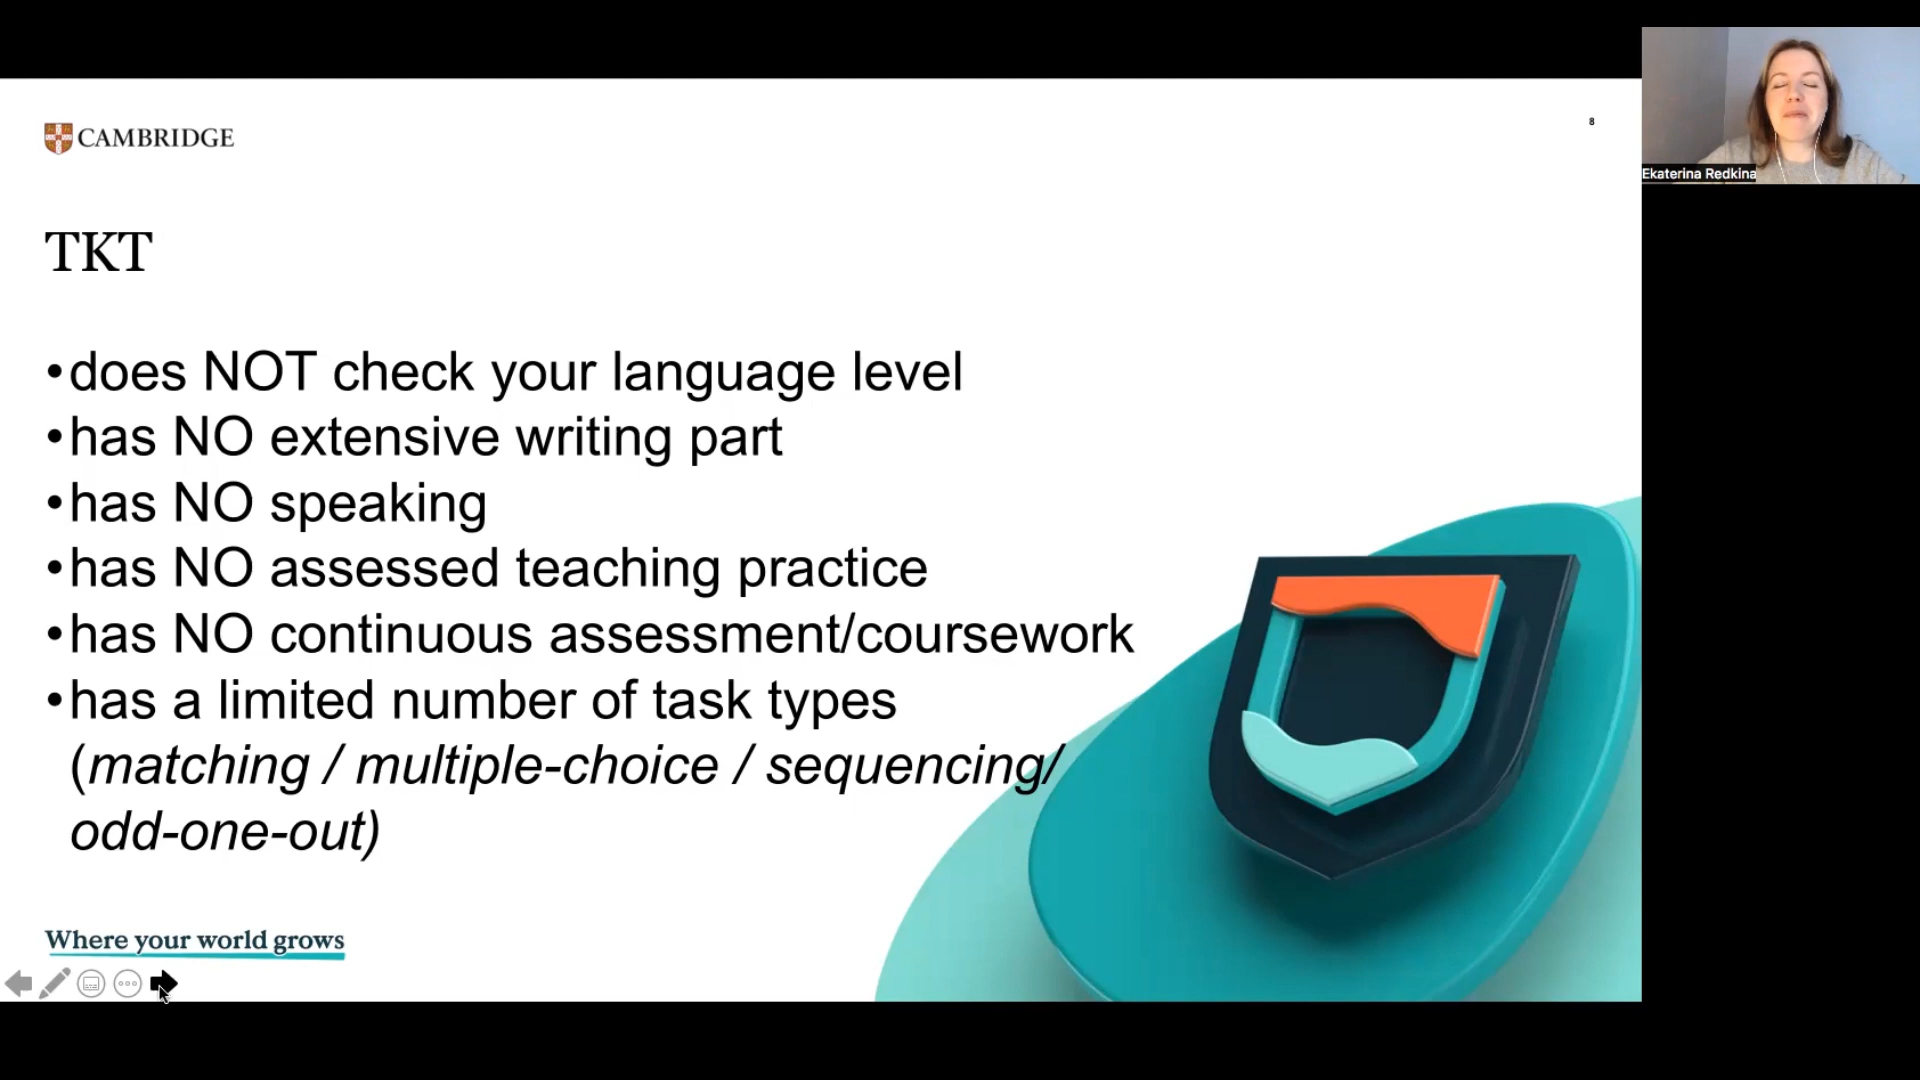 CAMBRIDGE
8
Ekaterina Redkina
TKT
•does NOT check your language level
•has NO extensive writing part
•has NO speaking
•has NO assessed teaching practice
•has NO continuous assessment/coursework
•has a limited number of task types
(matching / multiple-choice / sequencing/
odd-one-out)
Where your world grows